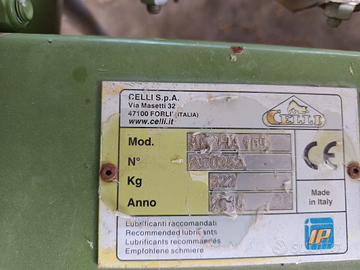 CELLI S.p.A.
Via Masetti 32
47100 FORLI' (ITALIA)
www.celli.it
CELLI
Mod.
N°
Kg
Anno
CE
Made
in Italy
IP
Lubrificanti raccomandati
Recommended lubricants
Lubrifiants recommandés
Empfohlene schmiere